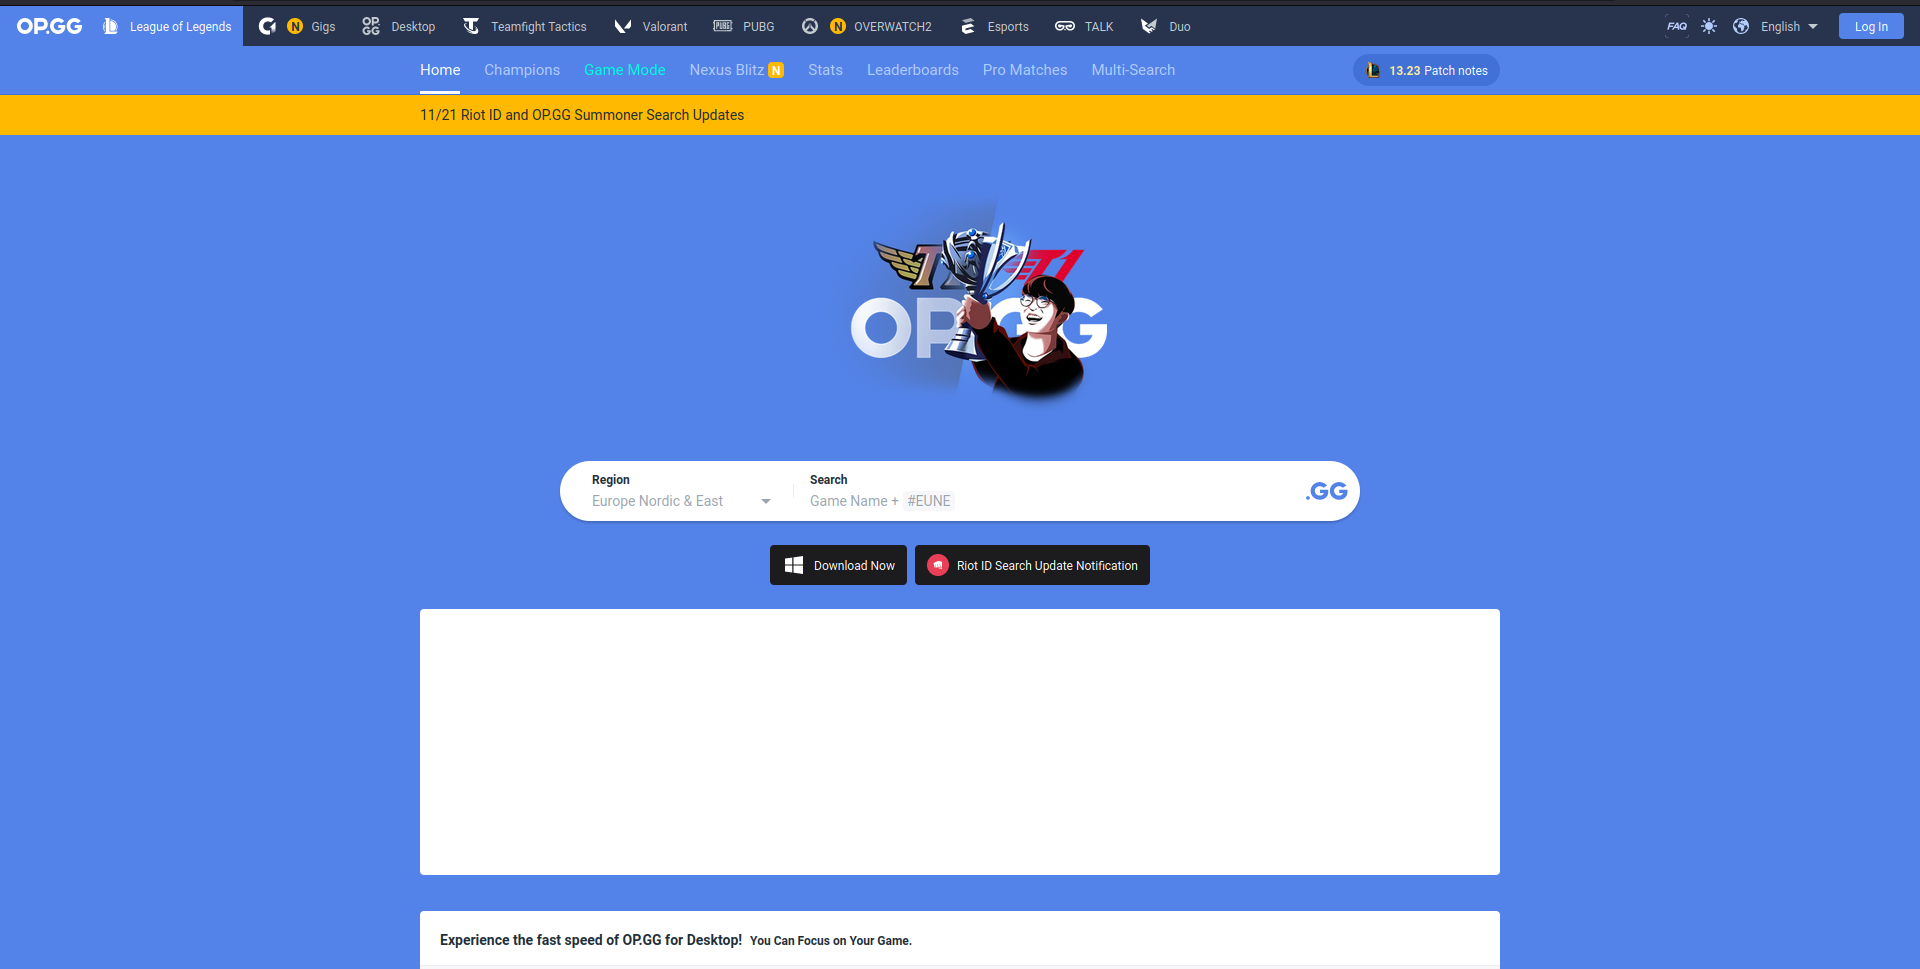 OP.GG League of Legends Gigs OP.GG Desktop Teamfight Tactics Valorant PUBG PUBG OVERWATCH2 Esports TALK Duo FAQ English Log In
Home Champions Game Mode Nexus Blitz N Stats Leaderboards Pro Matches Multi-Search 13.23 Patch notes
11/21 Riot ID and OP.GG Summoner Search Updates
T1
OP.GG
Region Search
Europe Nordic & East Game Name + #EUNE
.GG
Download Now Riot ID Search Update Notification
Experience the fast speed of OP.GG for Desktop! You Can Focus on Your Game.